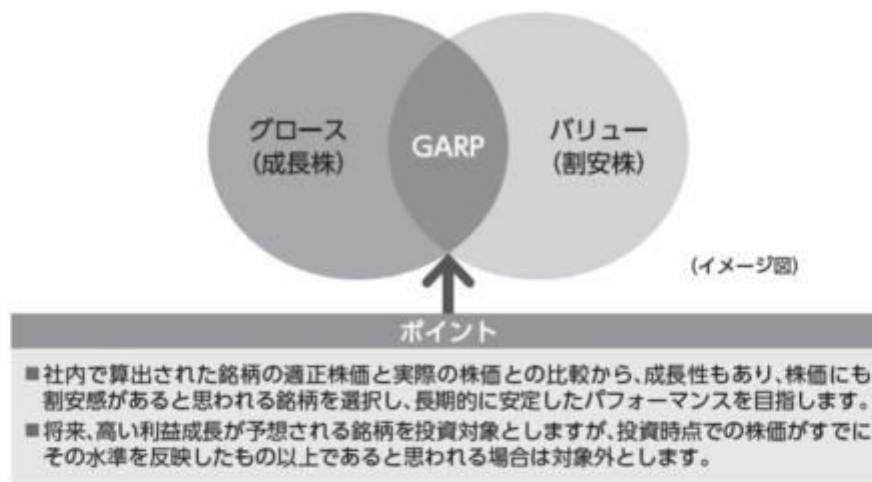 グロース
(成長株)
GARP
バリュー
(割安株)
(イメージ図)
ポイント
■社内で算出された銘柄の適正株価と実際の株価との比較から、成長性もあり、株価にも
割安感があると思われる銘柄を選択し、長期的に安定したパフォーマンスを目指します。
■将来、高い利益成長が予想される銘柄を投資対象としますが、投資時点での株価がすでに
その水準を反映したもの以上であると思われる場合は対象外とします。